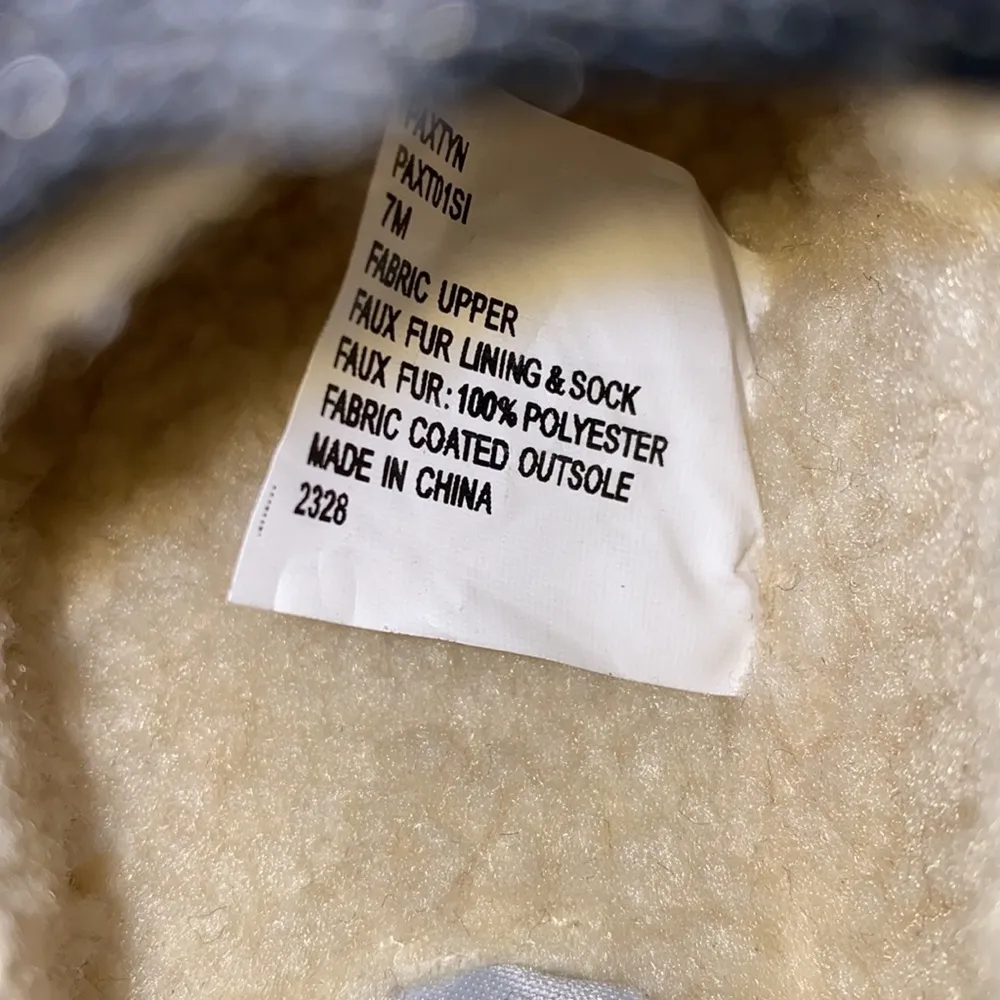 PAXTYN
PAXT01SI
7M
FABRIC UPPER
FAUX FUR LINING & SOCK
FAUX FUR: 100% POLYESTER
FABRIC COATED OUTSOLE
MADE IN CHINA
2328